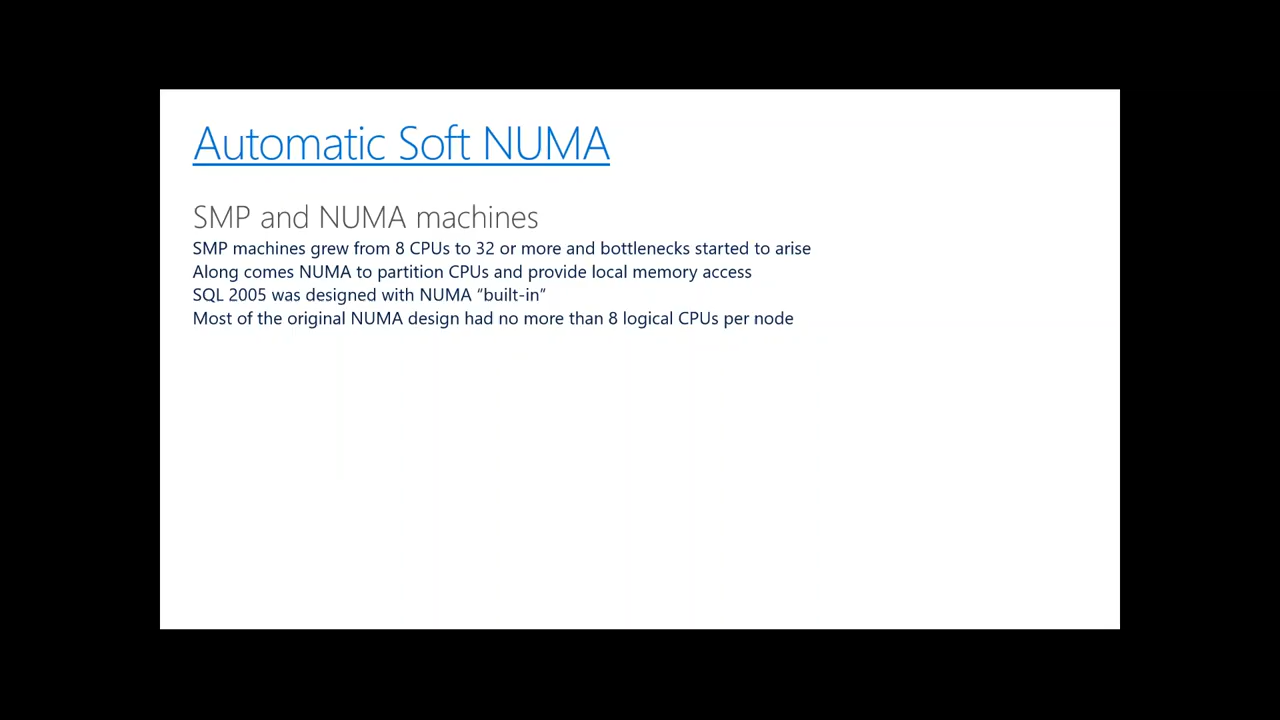 Automatic Soft NUMA
SMP and NUMA machines
SMP machines grew from 8 CPUs to 32 or more and bottlenecks started to arise
Along comes NUMA to partition CPUs and provide local memory access
SQL 2005 was designed with NUMA “built-in”
Most of the original NUMA design had no more than 8 logical CPUs per node